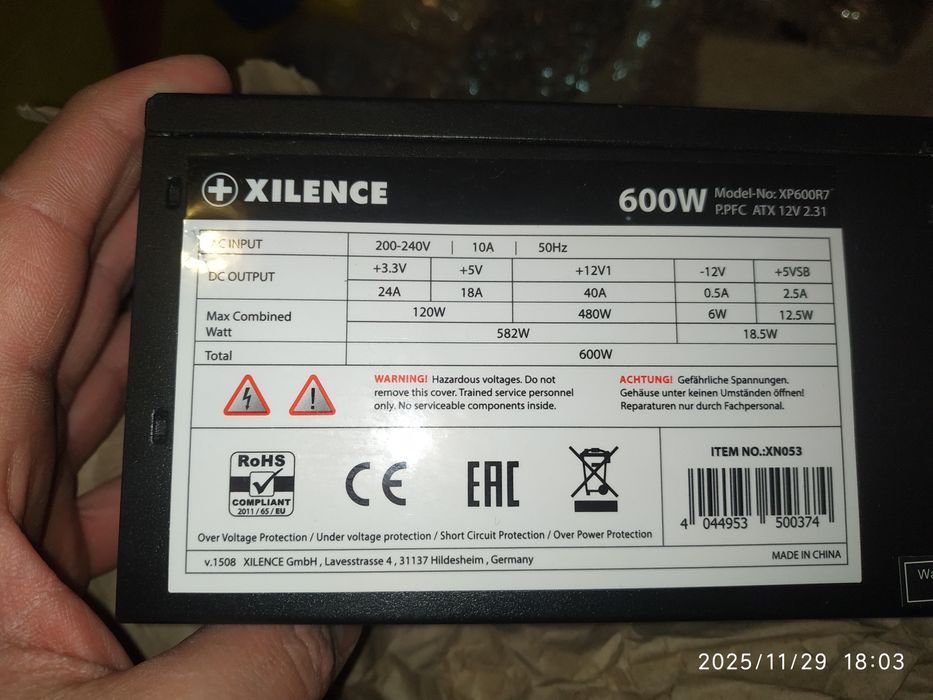 XILENCE
600W Model-No: XP600R7
P.PFC ATX 12V 2.31
AC INPUT 200-240V | 10A | 50Hz
DC OUTPUT +3.3V +5V +12V1 -12V +5VSB
24A 18A 40A 0.5A 2.5A
Max Combined Watt 120W 480W 6W 12.5W
582W 18.5W
Total 600W
WARNING! Hazardous voltages. Do not
remove this cover. Trained service personnel
only. No serviceable components inside.
ACHTUNG! Gefährliche Spannungen.
Gehäuse unter keinen Umständen öffnen!
Reparaturen nur durch Fachpersonal.
RoHS
COMPLIANT
2011/65/EU
CE
EAC
ITEM NO.:XN053
4 044953 500374
Over Voltage Protection / Under voltage protection / Short Circuit Protection / Over Power Protection
v.1508 XILENCE GmbH , Lavesstrasse 4 , 31137 Hildesheim , Germany
MADE IN CHINA
2025/11/29 18:03